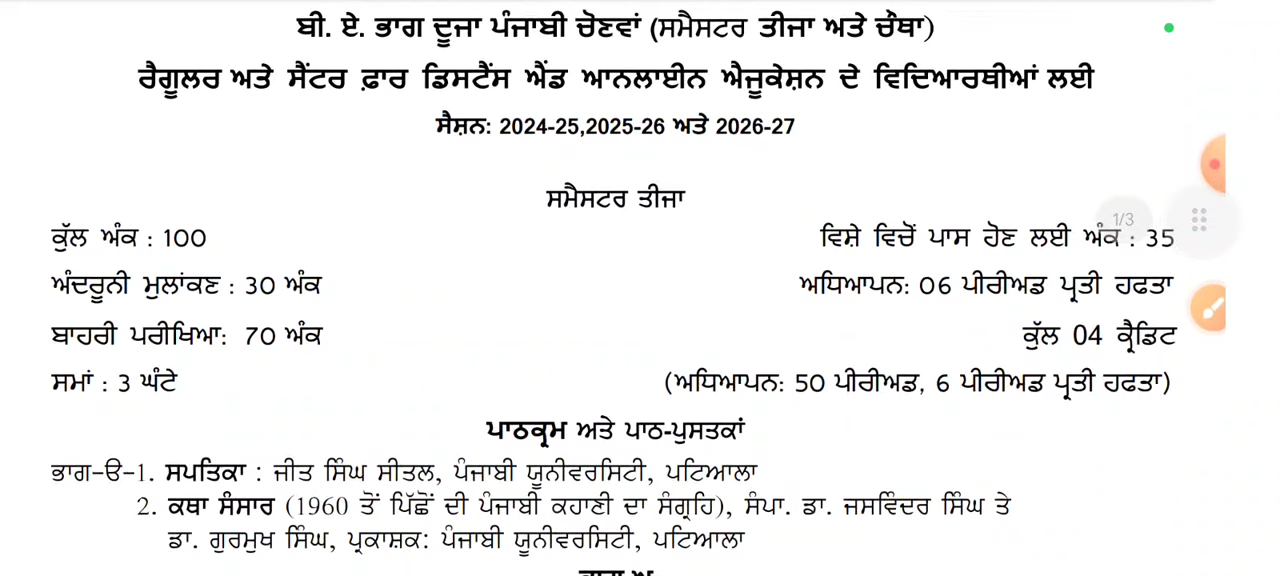 ਬੀ. ਏ. ਭਾਗ ਦੂਜਾ ਪੰਜਾਬੀ ਚੋਣਵਾਂ (ਸਮੈਸਟਰ ਤੀਜਾ ਅਤੇ ਚੌਥਾ)
ਰੈਗੂਲਰ ਅਤੇ ਸੈਂਟਰ ਫ਼ਾਰ ਡਿਸਟੈਂਸ ਐਂਡ ਆਨਲਾਈਨ ਐਜੂਕੇਸ਼ਨ ਦੇ ਵਿਦਿਆਰਥੀਆਂ ਲਈ
ਸੈਸ਼ਨ: 2024-25,2025-26 ਅਤੇ 2026-27
ਸਮੈਸਟਰ ਤੀਜਾ
1/3
ਕੁੱਲ ਅੰਕ : 100 ਵਿਸ਼ੇ ਵਿਚੋਂ ਪਾਸ ਹੋਣ ਲਈ ਅੰਕ : 35
ਅੰਦਰੂਨੀ ਮੁਲਾਂਕਣ : 30 ਅੰਕ ਅਧਿਆਪਨ: 06 ਪੀਰੀਅਡ ਪ੍ਰਤੀ ਹਫਤਾ
ਬਾਹਰੀ ਪਰੀਖਿਆ: 70 ਅੰਕ ਕੁੱਲ 04 ਕ੍ਰੈਡਿਟ
ਸਮਾਂ : 3 ਘੰਟੇ (ਅਧਿਆਪਨ: 50 ਪੀਰੀਅਡ, 6 ਪੀਰੀਅਡ ਪ੍ਰਤੀ ਹਫਤਾ)
ਪਾਠਕ੍ਰਮ ਅਤੇ ਪਾਠ-ਪੁਸਤਕਾਂ
ਭਾਗ-ੳ-1. ਸਪਤਿਕਾ : ਜੀਤ ਸਿੰਘ ਸੀਤਲ, ਪੰਜਾਬੀ ਯੂਨੀਵਰਸਿਟੀ, ਪਟਿਆਲਾ
2. ਕਥਾ ਸੰਸਾਰ (1960 ਤੋਂ ਪਿੱਛੋਂ ਦੀ ਪੰਜਾਬੀ ਕਹਾਣੀ ਦਾ ਸੰਗ੍ਰਹਿ), ਸੰਪਾ. ਡਾ. ਜਸਵਿੰਦਰ ਸਿੰਘ ਤੇ
ਡਾ. ਗੁਰਮੁਖ ਸਿੰਘ, ਪ੍ਰਕਾਸ਼ਕ: ਪੰਜਾਬੀ ਯੂਨੀਵਰਸਿਟੀ, ਪਟਿਆਲਾ